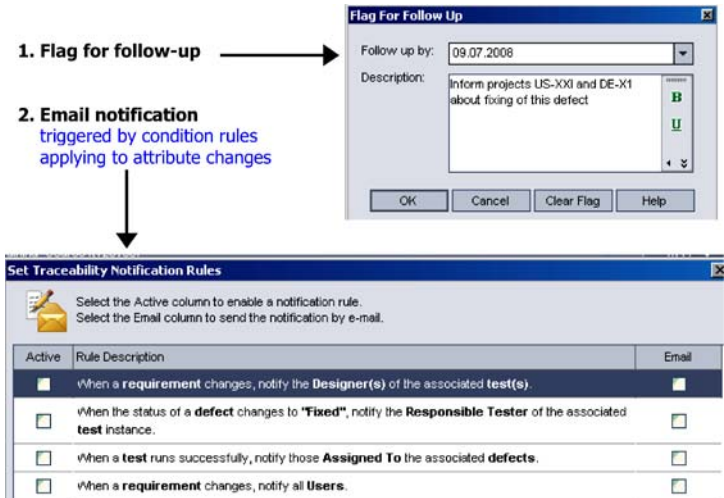 Flag For Follow Up
1. Flag for follow-up
Follow up by:
09.07.2008
Description:
Inform projects US-XXI and DE-X1
about fixing of this defect
B
U
2. Email notification
triggered by condition rules
applying to attribute changes
OK
Cancel
Clear Flag
Help
Set Traceability Notification Rules
Select the Active column to enable a notification rule.
Select the Email column to send the notification by e-mail.
Active
Rule Description
Email
When a requirement changes, notify the Designer(s) of the associated test(s).
When the status of a defect changes to "Fixed", notify the Responsible Tester of the associated
test instance.
When a test runs successfully, notify those Assigned To the associated defects.
When a requirement changes, notify all Users.